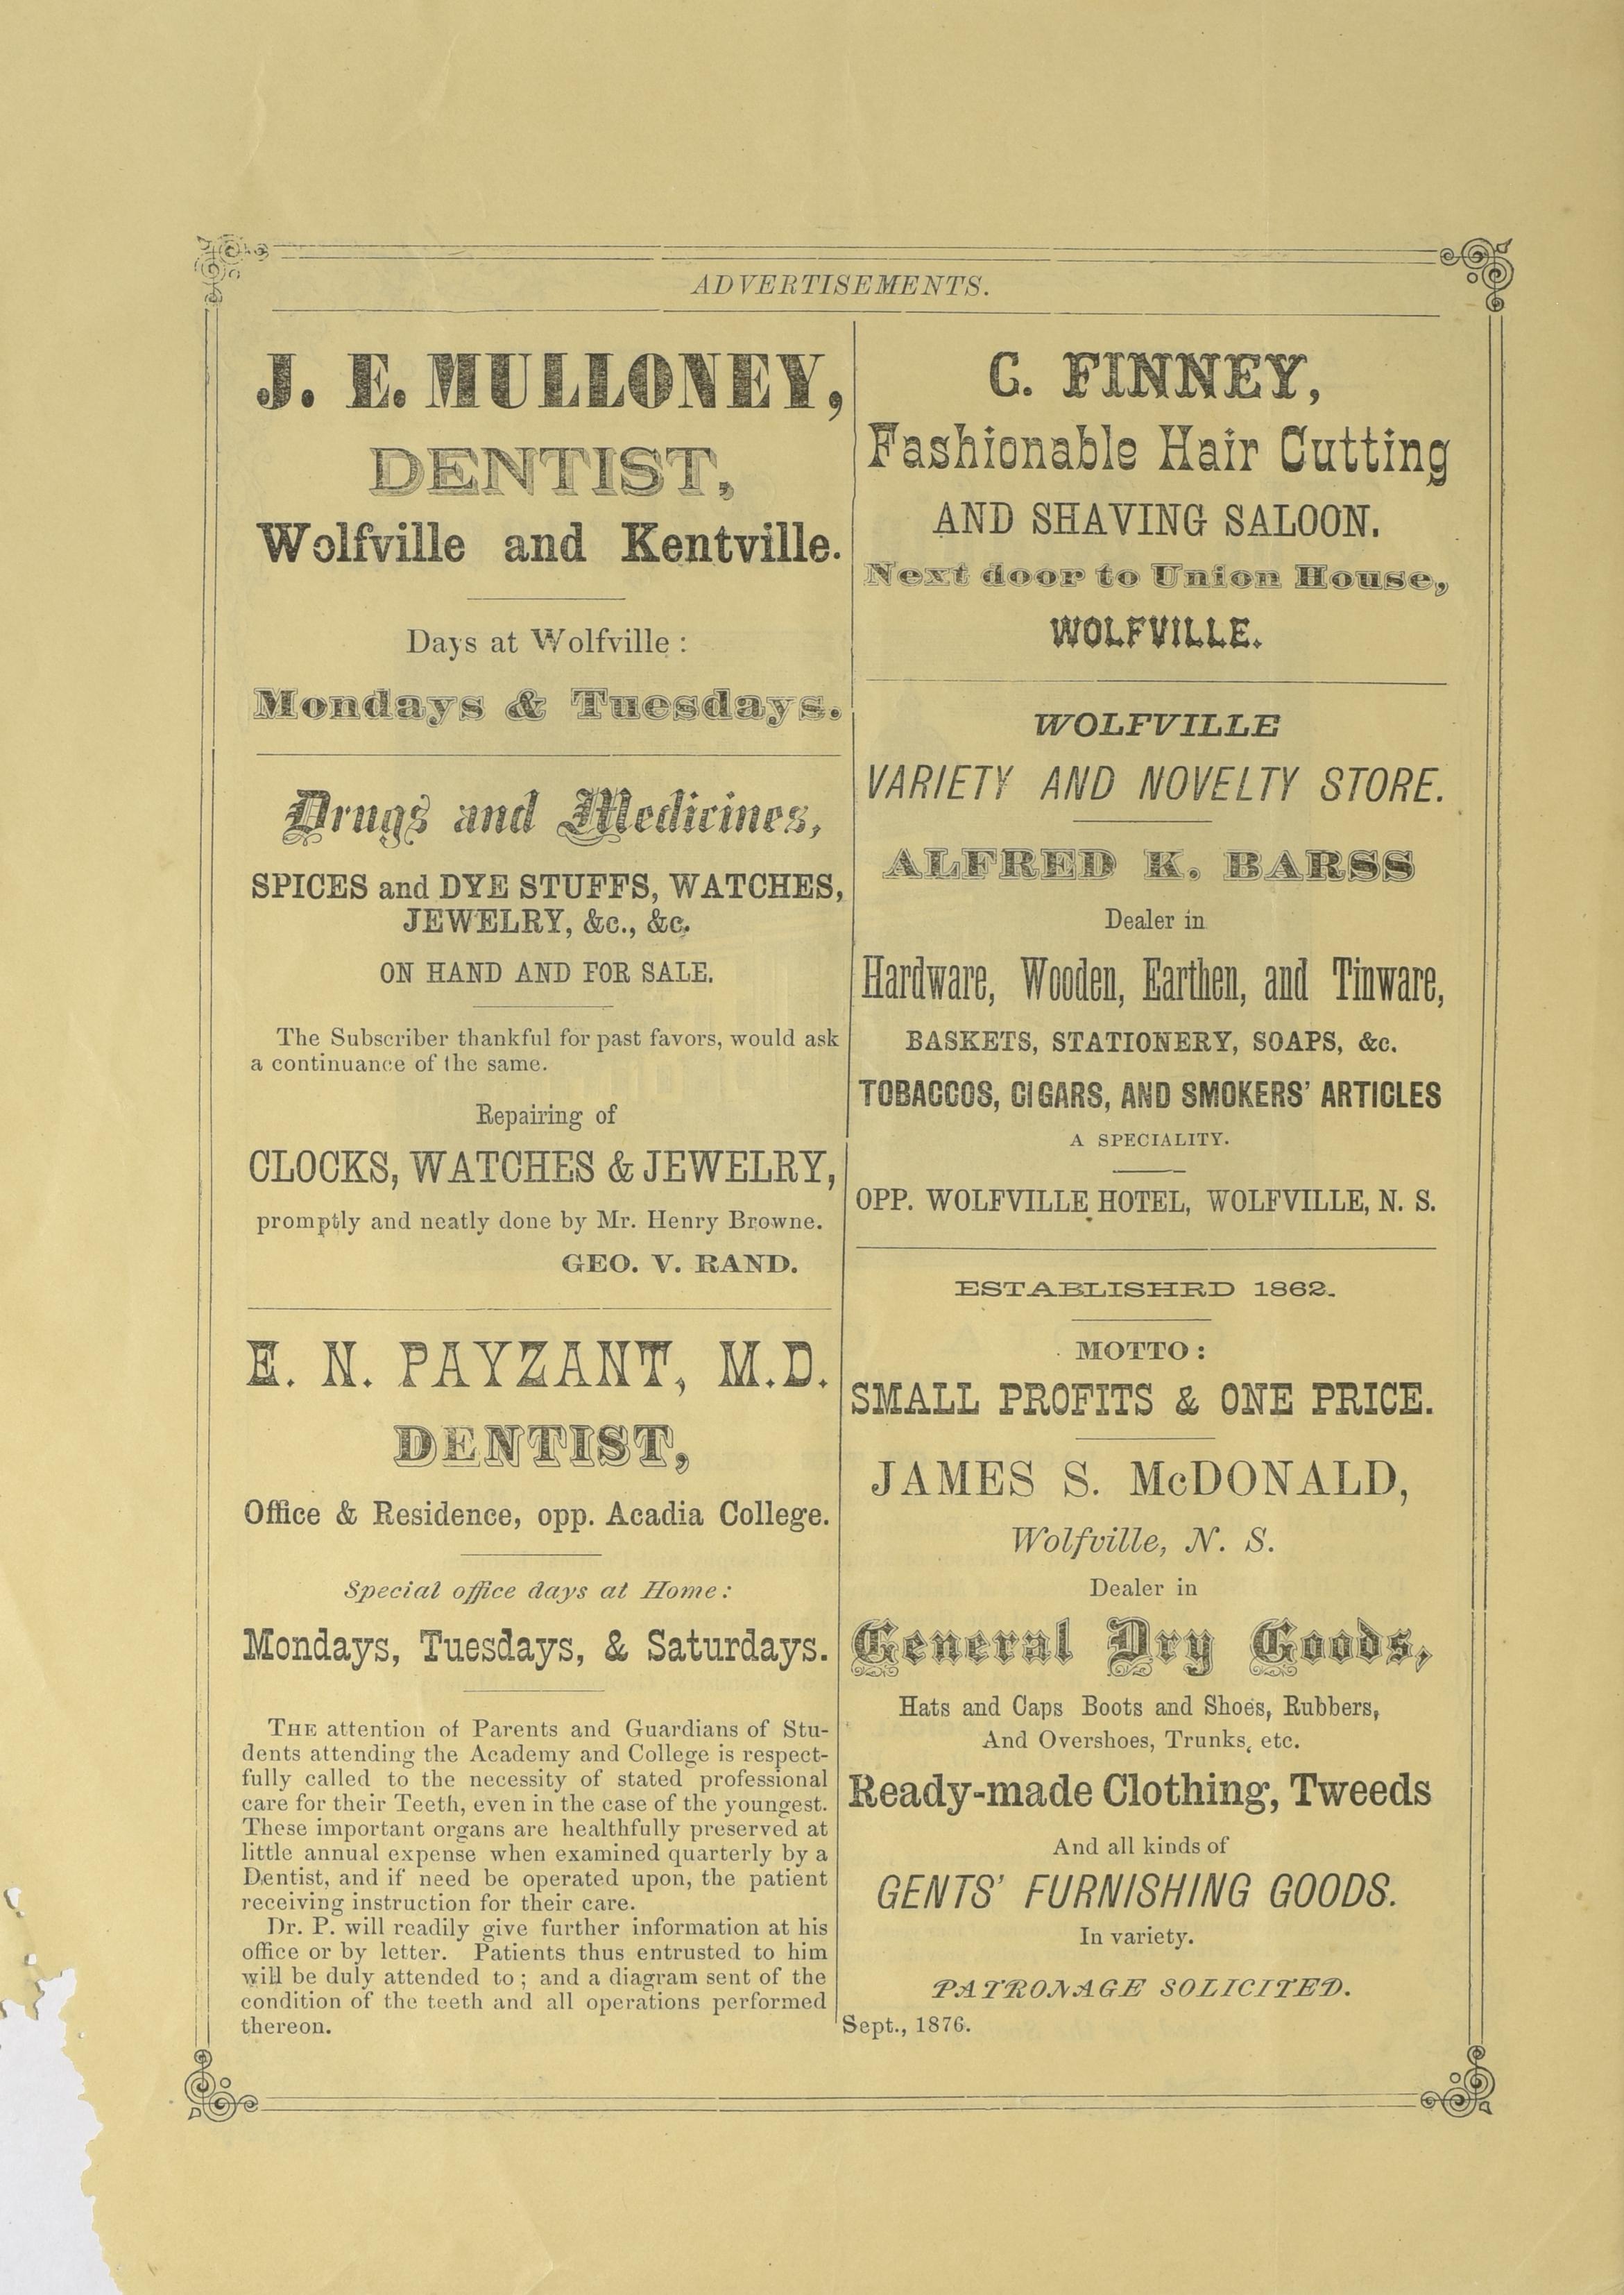 ADVERTISEMENTS.
J. E. MULLONEY,
DENTIST,
Wolfville and Kentville.
Days at Wolfville :
Mondays & Tuesdays.
Drugs and Medicines,
SPICES and DYE STUFFS, WATCHES,
JEWELRY, &c., &c.
ON HAND AND FOR SALE.
The Subscriber thankful for past favors, would ask
a continuance of the same.
Repairing of
CLOCKS, WATCHES & JEWELRY,
promptly and neatly done by Mr. Henry Browne.
GEO. V. RAND.
E. N. PAYZANT, M.D.
DENTIST,
Office & Residence, opp. Acadia College.
Special office days at Home :
Mondays, Tuesdays, & Saturdays.
THE attention of Parents and Guardians of Stu-
dents attending the Academy and College is respect-
fully called to the necessity of stated professional
care for their Teeth, even in the case of the youngest.
These important organs are healthfully preserved at
little annual expense when examined quarterly by a
Dentist, and if need be operated upon, the patient
receiving instruction for their care.
Dr. P. will readily give further information at his
office or by letter. Patients thus entrusted to him
will be duly attended to ; and a diagram sent of the
condition of the teeth and all operations performed
thereon.
C. FINNEY,
Fashionable Hair Cutting
AND SHAVING SALOON.
Next door to Union House,
WOLFVILLE.
WOLFVILLE
VARIETY AND NOVELTY STORE.
ALFRED K. BARSS
Dealer in
Hardware, Wooden, Earthen, and Tinware,
BASKETS, STATIONERY, SOAPS, &c.
TOBACCOS, CIGARS, AND SMOKERS' ARTICLES
A SPECIALITY.
OPP. WOLFVILLE HOTEL, WOLFVILLE, N. S.
ESTABLISHRD 1862.
MOTTO :
SMALL PROFITS & ONE PRICE.
JAMES S. McDONALD,
Wolfville, N. S.
Dealer in
General Dry Goods,
Hats and Caps Boots and Shoes, Rubbers,
And Overshoes, Trunks, etc.
Ready-made Clothing, Tweeds
And all kinds of
GENTS' FURNISHING GOODS.
In variety.
PATRONAGE SOLICITED.
Sept., 1876.